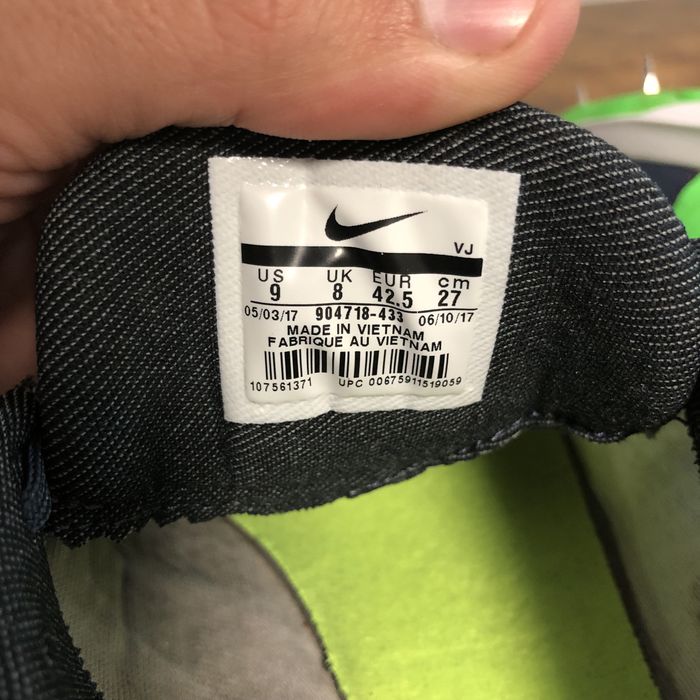 VJ
US UK EUR cm
9 8 42.5 27
05/03/17 904718-433 06/10/17
MADE IN VIETNAM
FABRIQUE AU VIETNAM
107561371 UPC 00675911519059